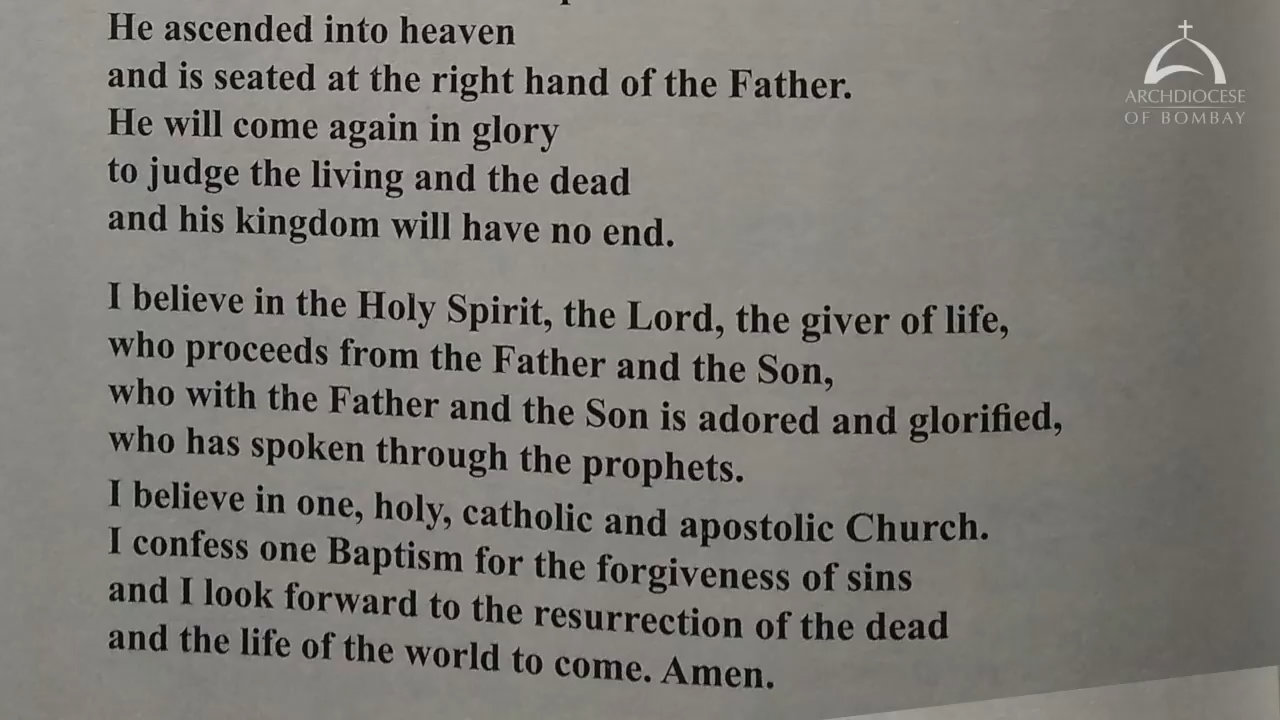 He ascended into heaven
and is seated at the right hand of the Father.
He will come again in glory
to judge the living and the dead
and his kingdom will have no end.
I believe in the Holy Spirit, the Lord, the giver of life,
who proceeds from the Father and the Son,
who with the Father and the Son is adored and glorified,
who has spoken through the prophets.
I believe in one, holy, catholic and apostolic Church.
I confess one Baptism for the forgiveness of sins
and I look forward to the resurrection of the dead
and the life of the world to come. Amen.
ARCHDIOCESE
OF BOMBAY